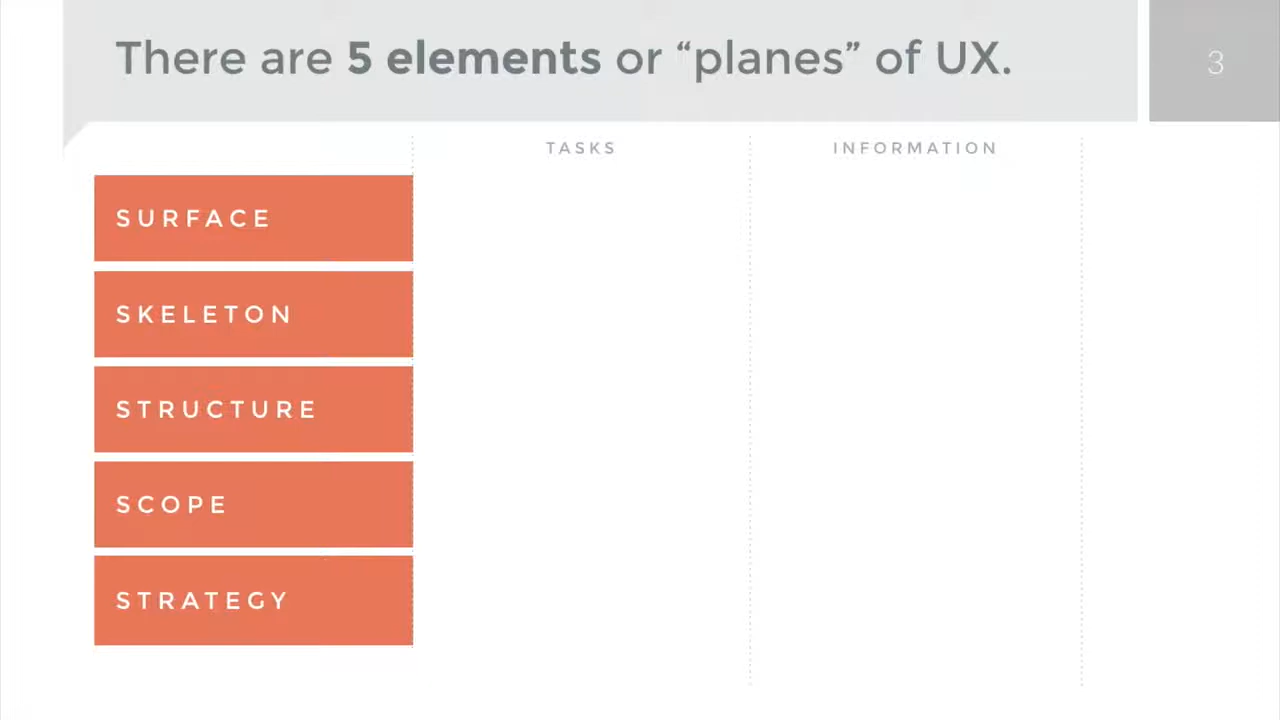 There are 5 elements or “planes” of UX.
3
TASKS
INFORMATION
SURFACE
SKELETON
STRUCTURE
SCOPE
STRATEGY